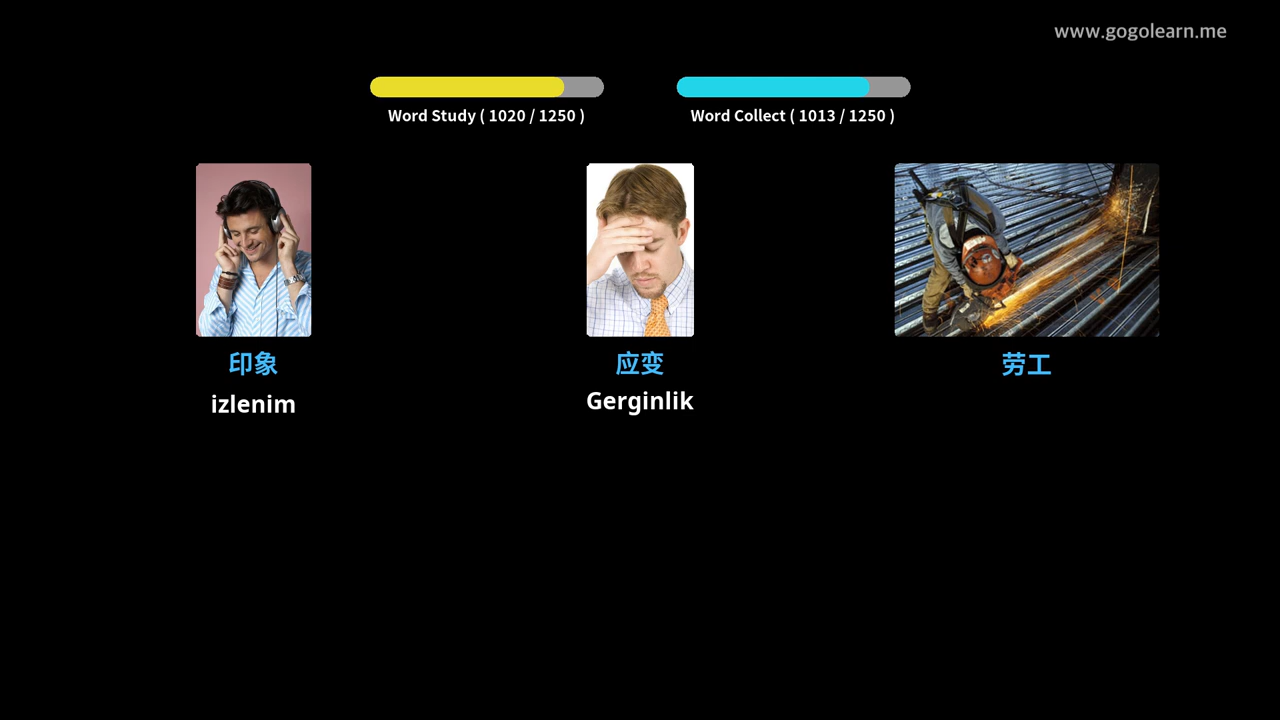 www.gogolearn.me
Word Study ( 1020 / 1250 )
Word Collect ( 1013 / 1250 )
印象
应变
劳工
izlenim
Gerginlik